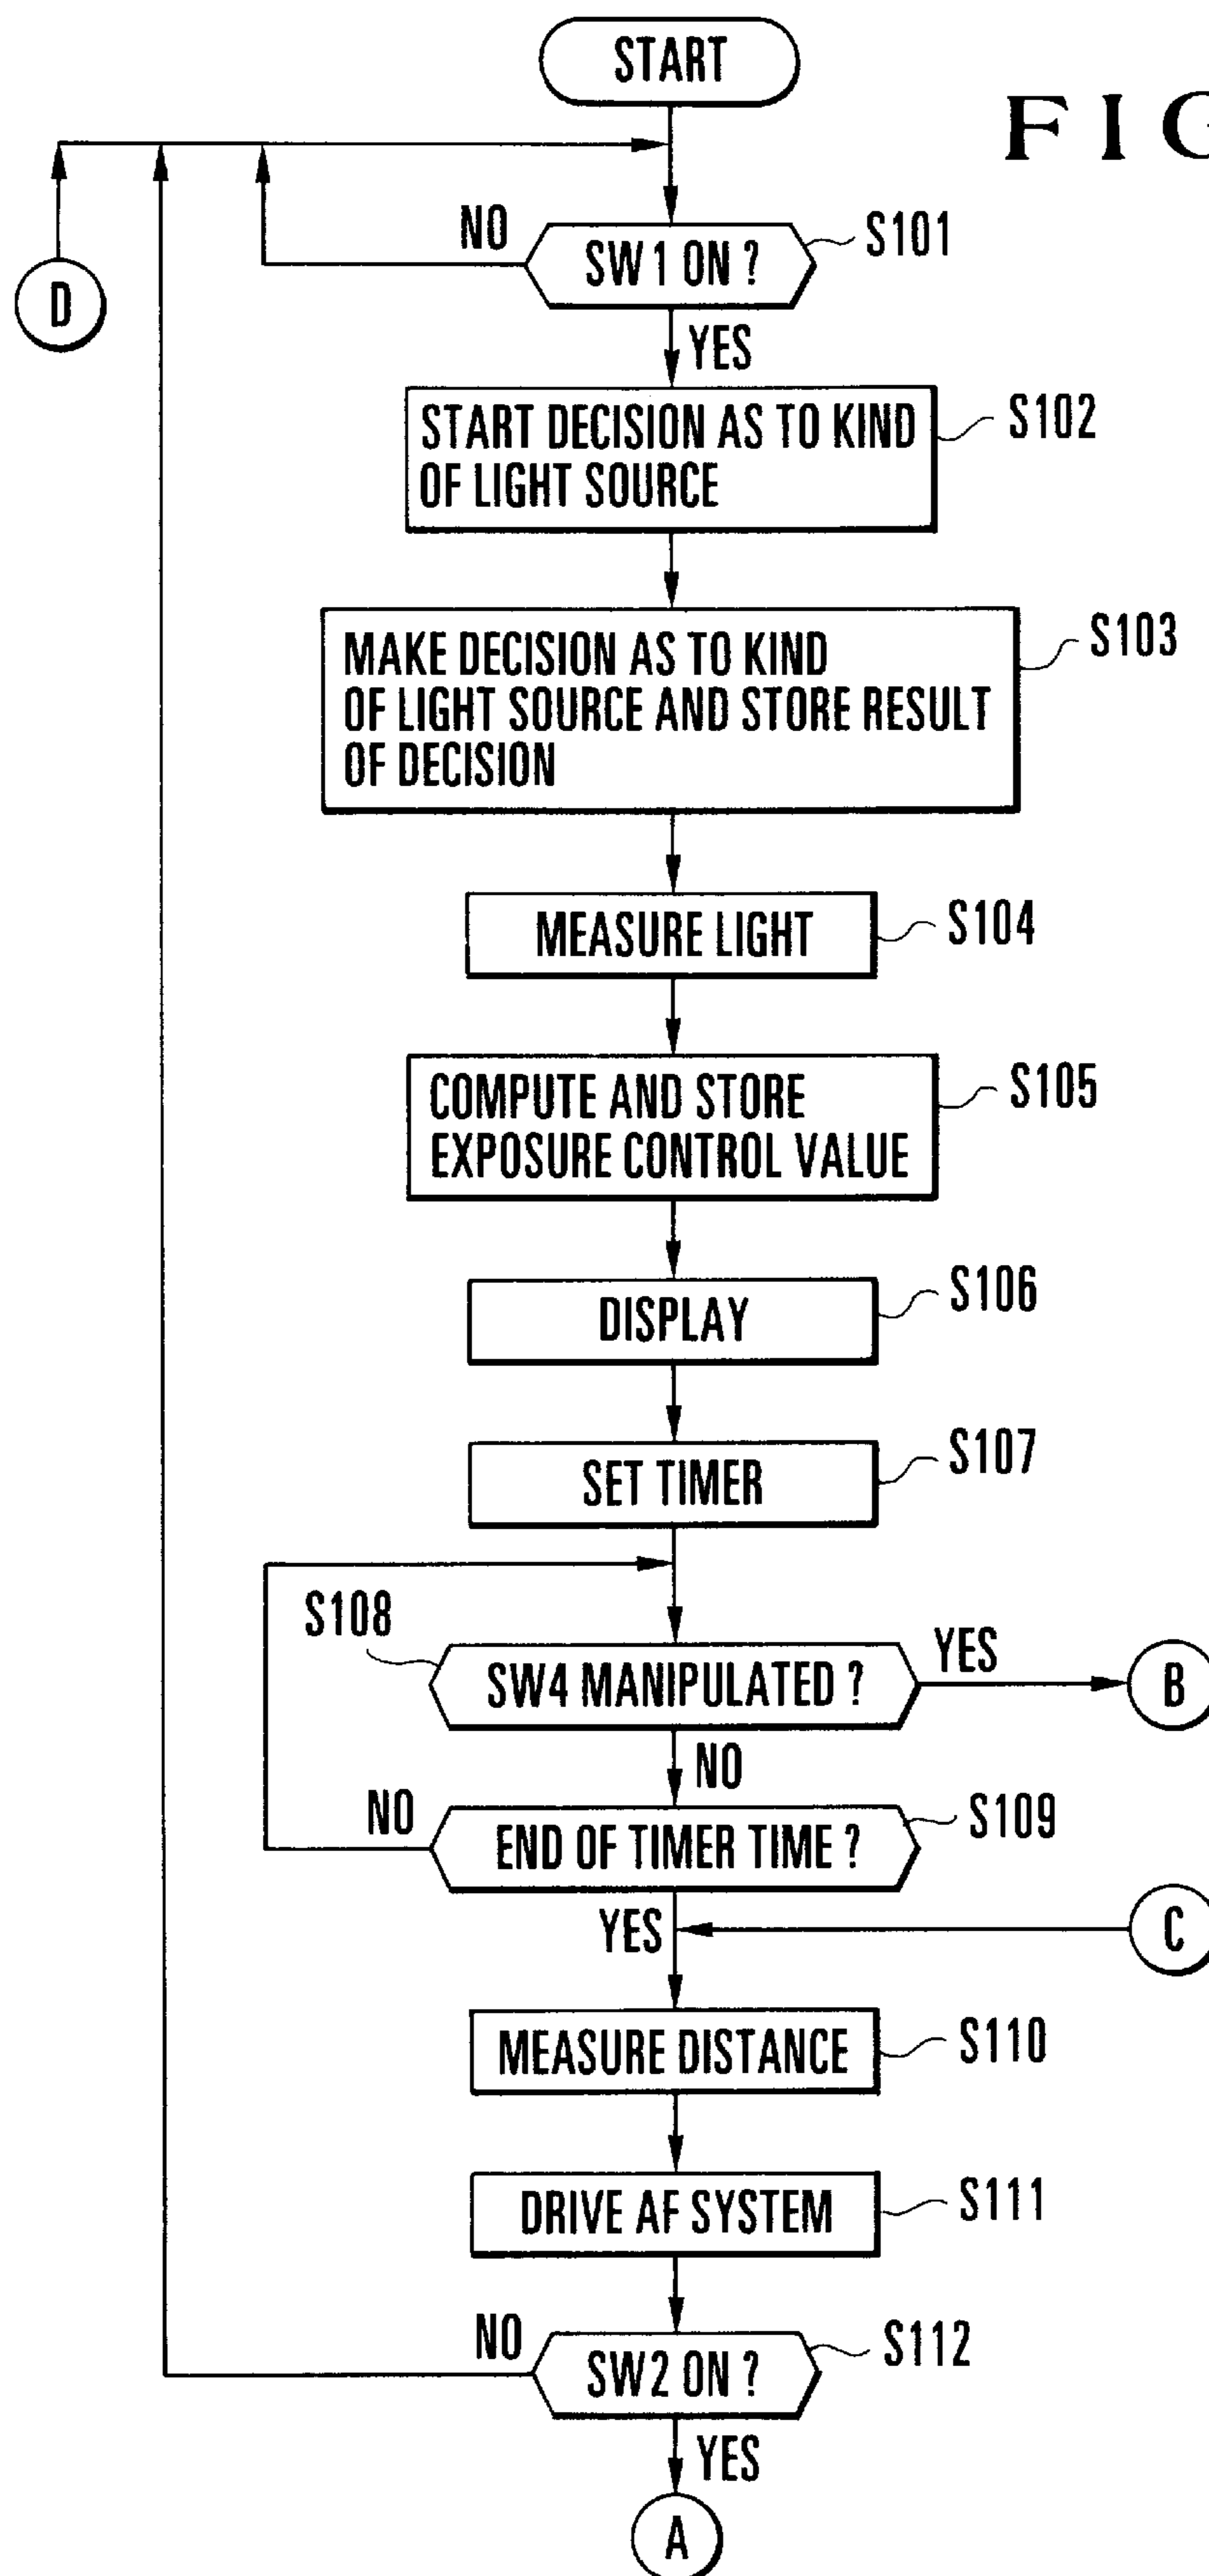 START
FIG
NO
SW1 ON ?
S101
D
YES
START DECISION AS TO KIND
OF LIGHT SOURCE
S102
MAKE DECISION AS TO KIND
OF LIGHT SOURCE AND STORE RESULT
OF DECISION
S103
MEASURE LIGHT
S104
COMPUTE AND STORE
EXPOSURE CONTROL VALUE
S105
DISPLAY
S106
SET TIMER
S107
S108
SW4 MANIPULATED ?
YES
B
NO
NO
END OF TIMER TIME ?
S109
YES
C
MEASURE DISTANCE
S110
DRIVE AF SYSTEM
S111
NO
SW2 ON ?
S112
YES
A